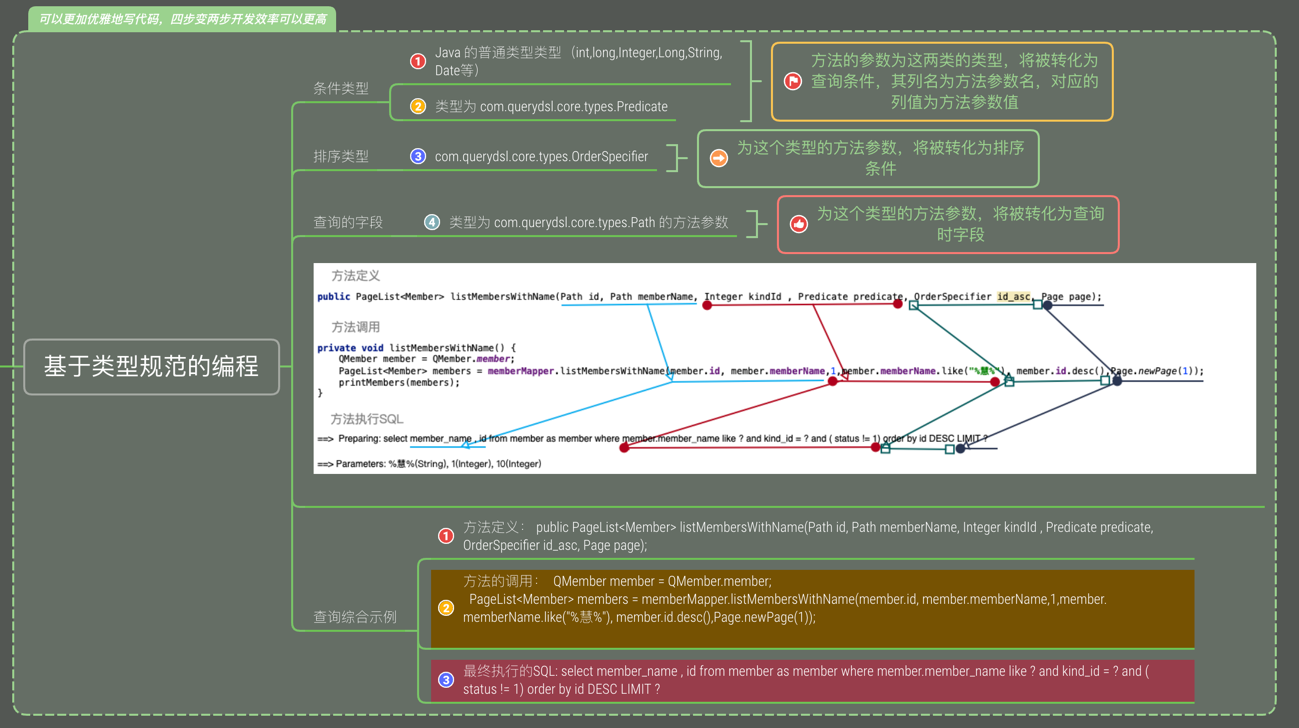 可以更加优雅地写代码，四步变两步开发效率可以更高
基于类型规范的编程
条件类型
1 Java 的普通类型类型（int,long,Integer,Long,String,
Date等）
2 类型为 com.querydsl.core.types.Predicate
方法的参数为这两类的类型，将被转化为
查询条件，其列名为方法参数名，对应的
列值为方法参数值
排序类型
3 com.querydsl.core.types.OrderSpecifier
为这个类型的方法参数，将被转化为排序
条件
查询的字段
4 类型为 com.querydsl.core.types.Path 的方法参数
为这个类型的方法参数，将被转化为查询
时字段
方法定义
public PageList<Member> listMembersWithName(Path id, Path memberName, Integer kindId , Predicate predicate, OrderSpecifier id_asc, Page page);
方法调用
private void listMembersWithName() {
QMember member = QMember.member;
PageList<Member> members = memberMapper.listMembersWithName(member.id, member.memberName,1,member.memberName.like("%慧%"), member.id.desc(),Page.newPage(1));
printMembers(members);
}
方法执行SQL
==> Preparing: select member_name , id from member as member where member.member_name like ? and kind_id = ? and ( status != 1) order by id DESC LIMIT ?
==> Parameters: %慧%(String), 1(Integer), 10(Integer)
查询综合示例
1 方法定义： public PageList<Member> listMembersWithName(Path id, Path memberName, Integer kindId , Predicate predicate,
OrderSpecifier id_asc, Page page);
2 方法的调用： QMember member = QMember.member;
PageList<Member> members = memberMapper.listMembersWithName(member.id, member.memberName,1,member.
memberName.like("%慧%"), member.id.desc(),Page.newPage(1));
3 最终执行的SQL: select member_name , id from member as member where member.member_name like ? and kind_id = ? and (
status != 1) order by id DESC LIMIT ?